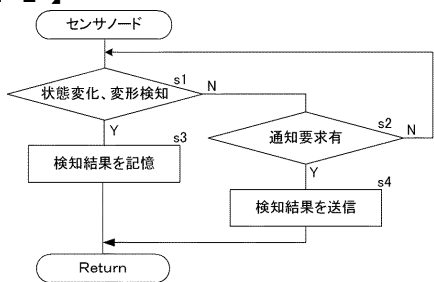 センサノード
s1
状態変化、変形検知
N
Y
s2
通知要求有
N
Y
s3
検知結果を記憶
s4
検知結果を送信
Return